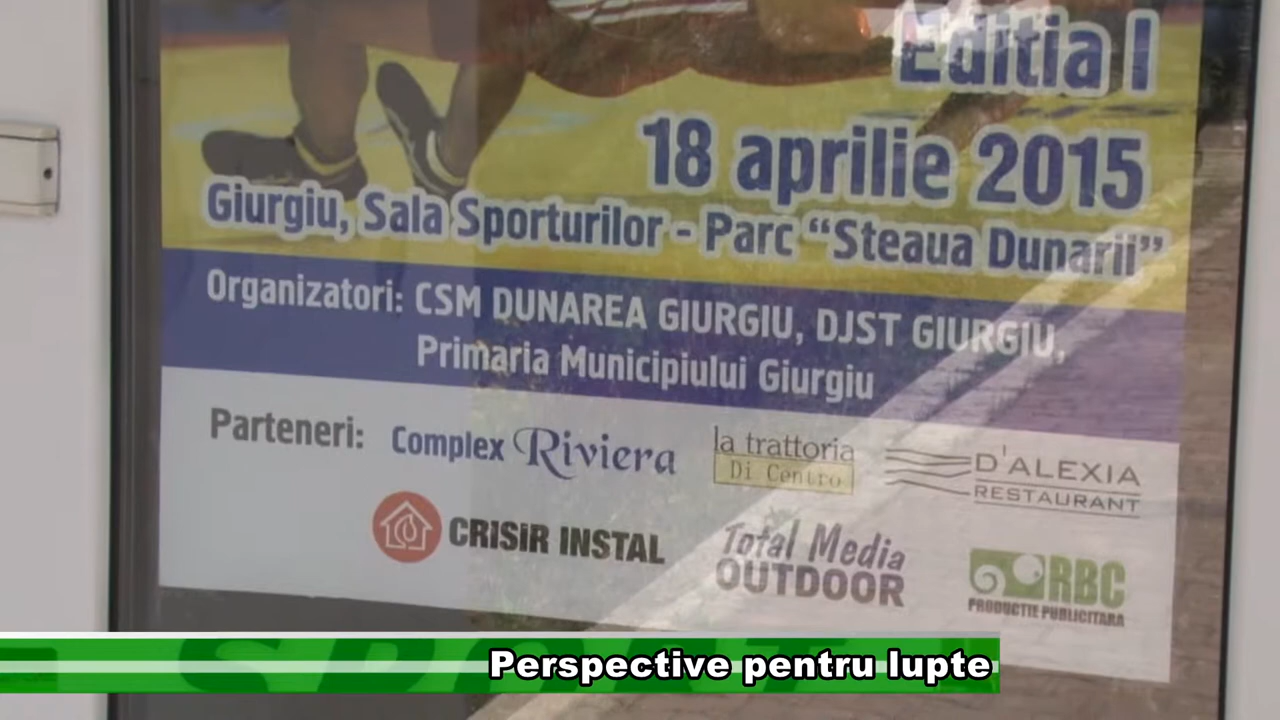 Editia I
18 aprilie 2015
Giurgiu, Sala Sporturilor - Parc “Steaua Dunarii”
Organizatori: CSM DUNAREA GIURGIU, DJST GIURGIU,
Primaria Municipiului Giurgiu
Parteneri: Complex Riviera
la trattoria
Di Centro
D'ALEXIA
RESTAURANT
CRISIR INSTAL
Total Media
OUTDOOR
RBC
PRODUCTIE PUBLICITARA
SPORT
Perspective pentru lupte